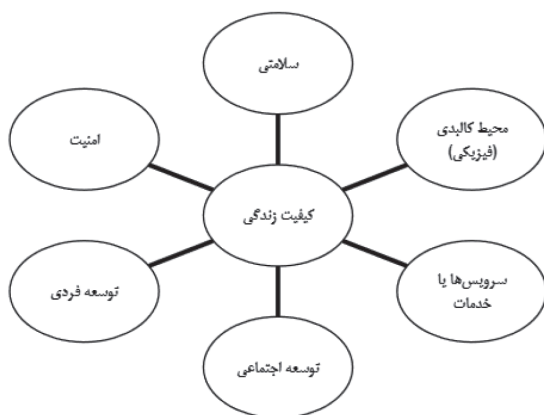 سلامتی
محیط کالبدی
(فیزیکی)
امنیت
کیفیت زندگی
سرویس‌ها یا
خدمات
توسعه فردی
توسعه اجتماعی